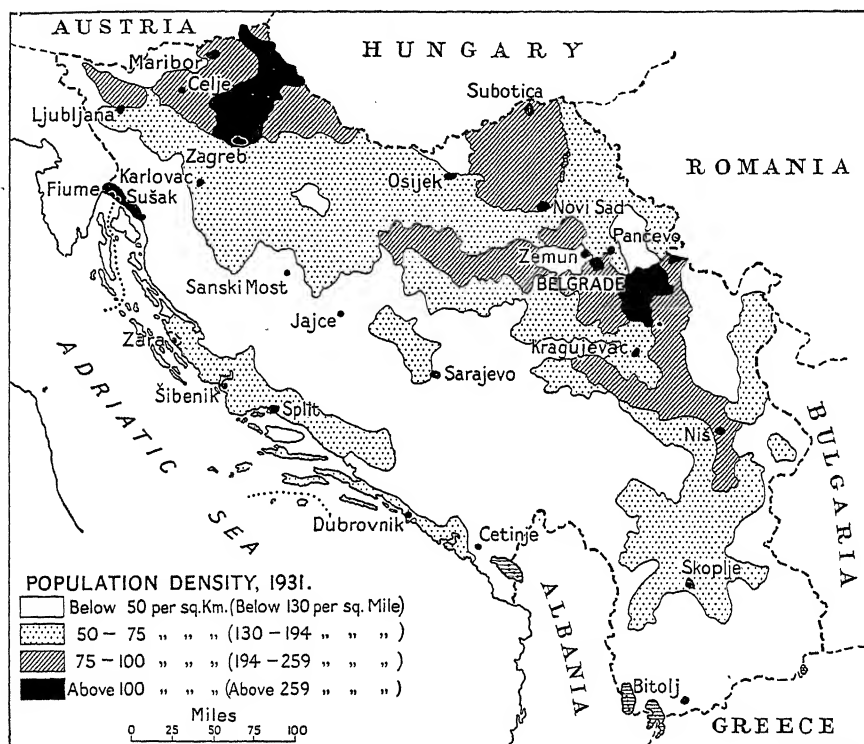 AUSTRIA
HUNGARY
Maribor
Celje
Subotica
Ljubljana
ROMANIA
Zagreb
Karlovac
Osijek
Fiume
Sušak
Novi Sad
Pančevo
Zemun
BELGRADE
Sanski Most
Jajce
Kragujevac
Zara
Sarajevo
Šibenik
Split
Niš
ADRIATIC SEA
BULGARIA
Dubrovnik
Cetinje
Skoplje
ALBANIA
Bitolj
GREECE
POPULATION DENSITY, 1931.
Below 50 per sq.Km. (Below 130 per sq. Mile)
50 – 75 „ „ „ (130 – 194 „ „ „ )
75 – 100 „ „ „ (194 – 259 „ „ „ )
Above 100 „ „ „ (Above 259 „ „ „ )
Miles
0 25 50 75 100